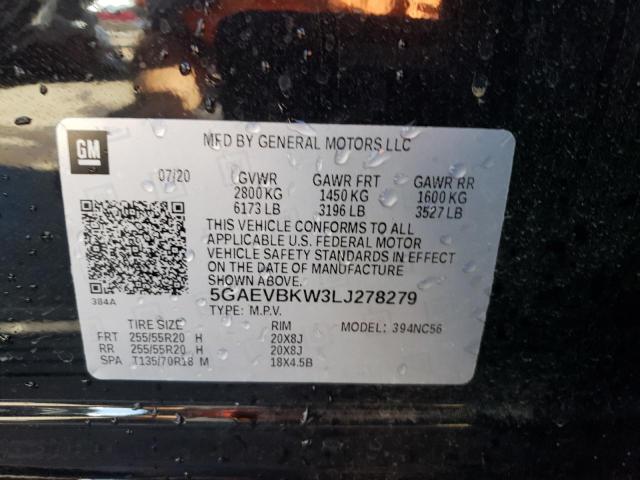 GM
MFD BY GENERAL MOTORS LLC
07/20 GVWR GAWR FRT GAWR RR
2800 KG 1450 KG 1600 KG
6173 LB 3196 LB 3527 LB
THIS VEHICLE CONFORMS TO ALL
APPLICABLE U.S. FEDERAL MOTOR
VEHICLE SAFETY STANDARDS IN EFFECT
ON THE DATE OF MANUFACTURE
SHOWN ABOVE.
384A 5GAEVBKW3LJ278279
TYPE: M.P.V.
TIRE SIZE RIM MODEL: 394NC56
FRT 255/55R20 H 20X8J
RR 255/55R20 H 20X8J
SPA T135/70R18 M 18X4.5B